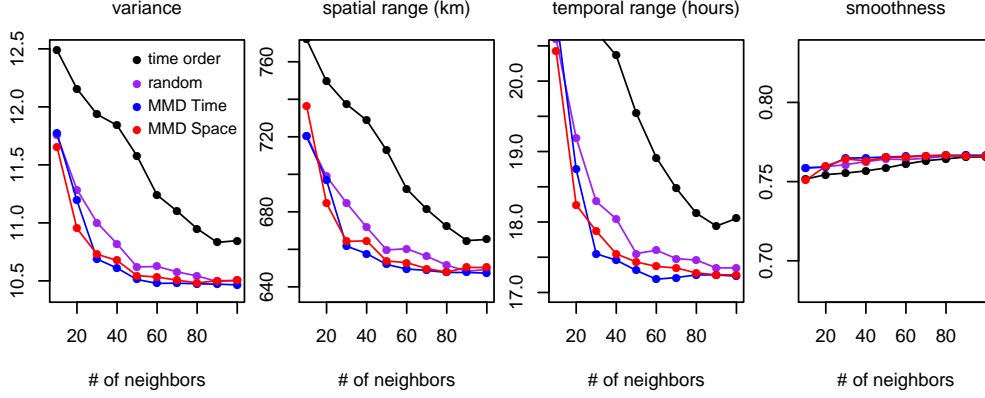 variance
spatial range (km)
temporal range (hours)
smoothness
12.5
12.0
11.5
11.0
10.5
time order
random
MMD Time
MMD Space
760
720
680
640
20.0
19.0
18.0
17.0
0.80
0.75
0.70
20 40 60 80
20 40 60 80
20 40 60 80
20 40 60 80
# of neighbors
# of neighbors
# of neighbors
# of neighbors